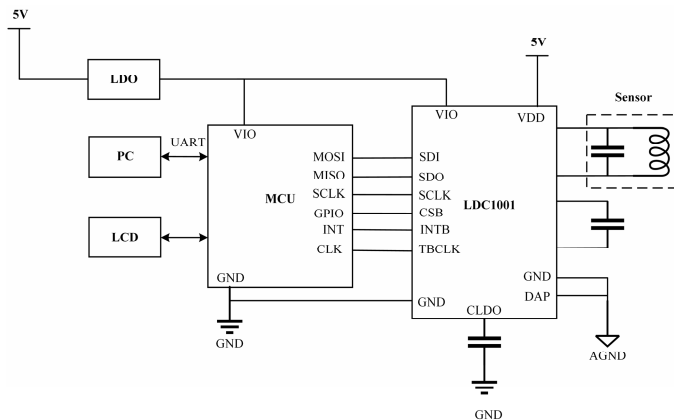 5V
5V
LDO
Sensor
VIO
VDD
VIO
UART
PC
MOSI
SDI
MISO
SDO
MCU
SCLK
SCLK
LDC1001
GPIO
CSB
LCD
INT
INTB
CLK
TBCLK
GND
GND
GND
DAP
CLDO
GND
AGND
GND